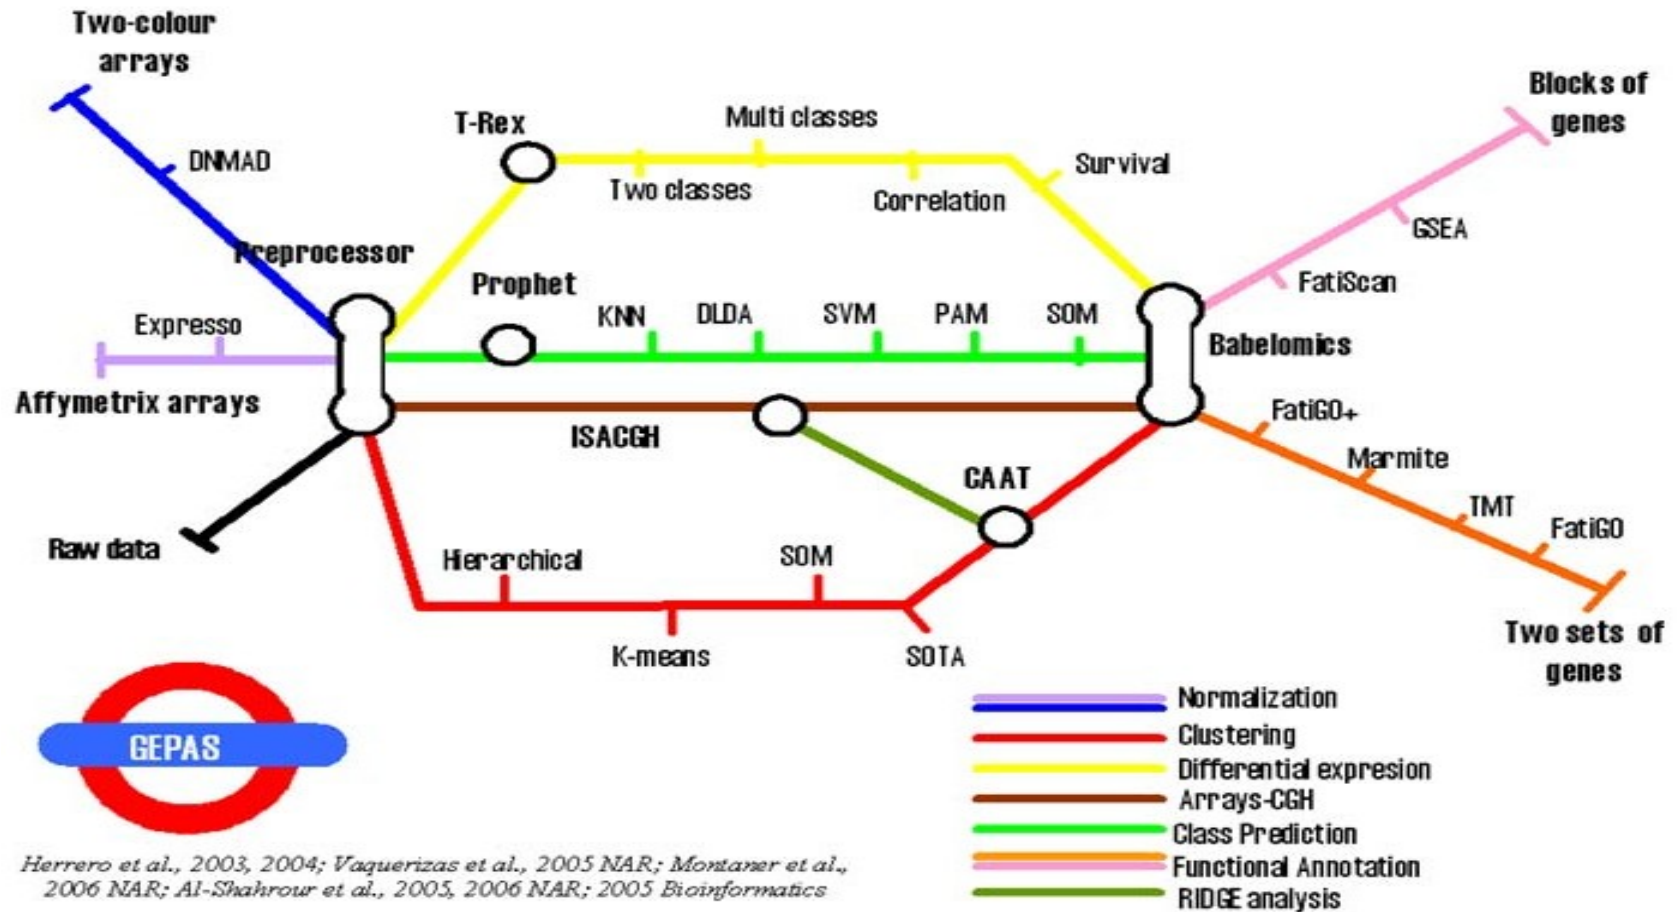 Two-colour
arrays
DNMAD
Preprocessor
Expresso
Affymetrix arrays
Raw data
T-Rex
Two classes
Multi classes
Correlation
Survival
Prophet
KNN
DLDA
SVM
PAM
SOM
ISACGH
CAAT
Hierarchical
K-means
SOM
SOTA
Babelomics
Blocks of
genes
GSEA
FatiScan
FatiGO+
Marmite
TMT
FatiGO
Two sets of
genes
GEPAS
Normalization
Clustering
Differential expresion
Arrays-CGH
Class Prediction
Functional Annotation
RIDGE analysis
Herrero et al., 2003, 2004; Vaquerizas et al., 2005 NAR; Montaner et al.,
2006 NAR; Al-Shahrour et al., 2005, 2006 NAR; 2005 Bioinformatics